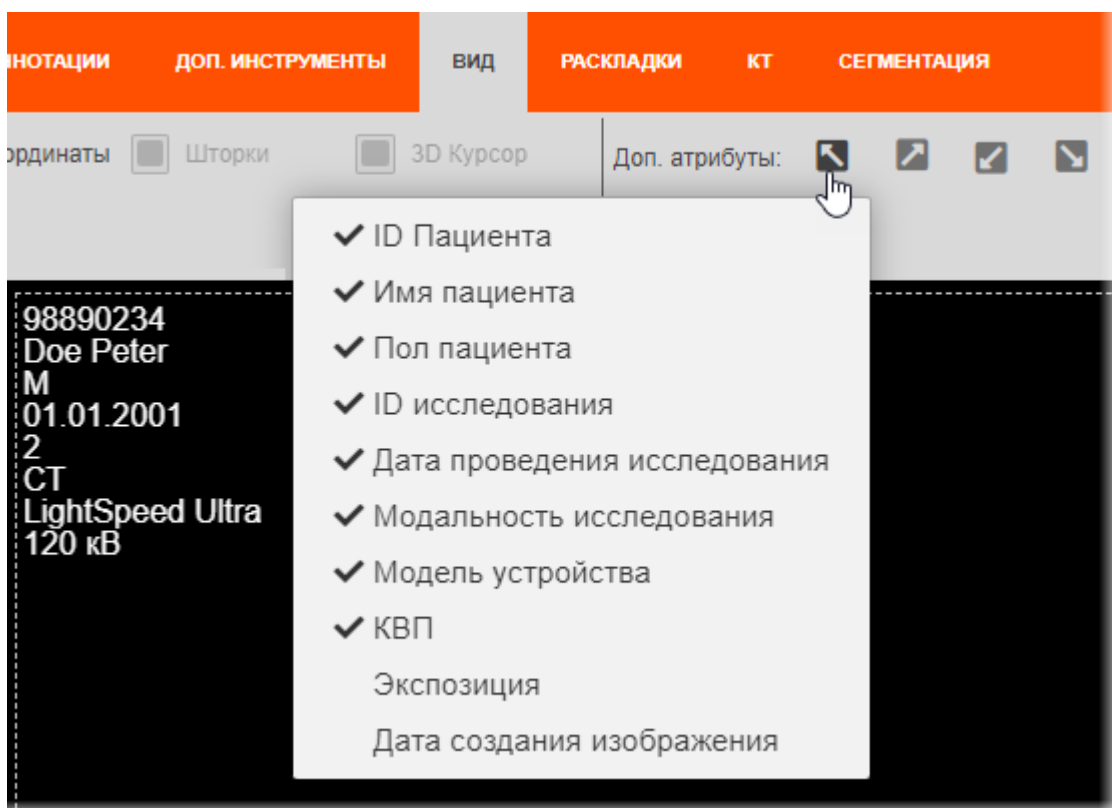 ННОТАЦИИ ДОП. ИНСТРУМЕНТЫ ВИД РАСКЛАДКИ КТ СЕГМЕНТАЦИЯ
ординаты Шторки 3D Курсор Доп. атрибуты:
ID Пациента
Имя пациента
Пол пациента
ID исследования
Дата проведения исследования
Модальность исследования
Модель устройства
КВП
Экспозиция
Дата создания изображения
98890234
Doe Peter
M
01.01.2001
2
CT
LightSpeed Ultra
120 кВ